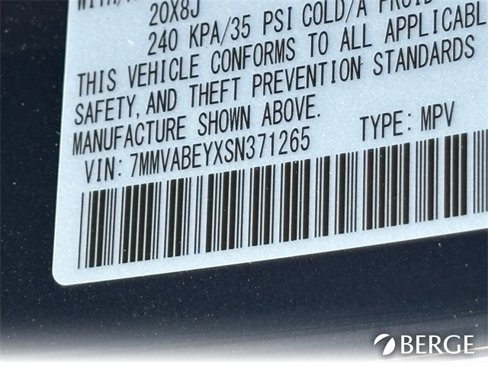 20X8J
240 KPA/35 PSI COLD/A
THIS VEHICLE CONFORMS TO ALL APPLICABL
SAFETY, AND THEFT PREVENTION STANDARDS
MANUFACTURE SHOWN ABOVE.
VIN: 7MMVABEYXSN371265 TYPE: MPV
BERGE